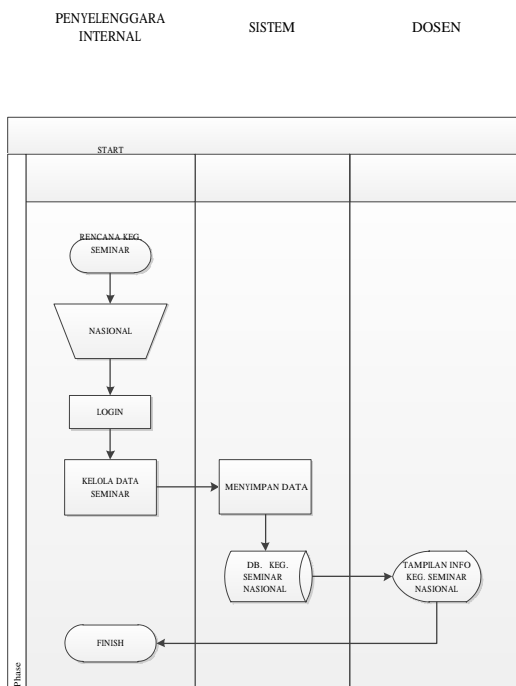 PENYELENGGARA
INTERNAL
SISTEM
DOSEN
START
RENCANA KEG.
SEMINAR
NASIONAL
LOGIN
KELOLA DATA
SEMINAR
MENYIMPAN DATA
DB. KEG.
SEMINAR
NASIONAL
TAMPILAN INFO
KEG. SEMINAR
NASIONAL
FINISH
Phase